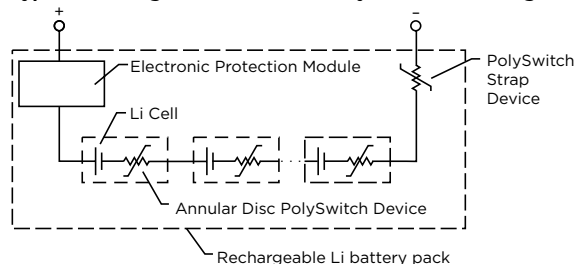 +
−
PolySwitch
Strap
Device
Electronic Protection Module
Li Cell
Annular Disc PolySwitch Device
Rechargeable Li battery pack